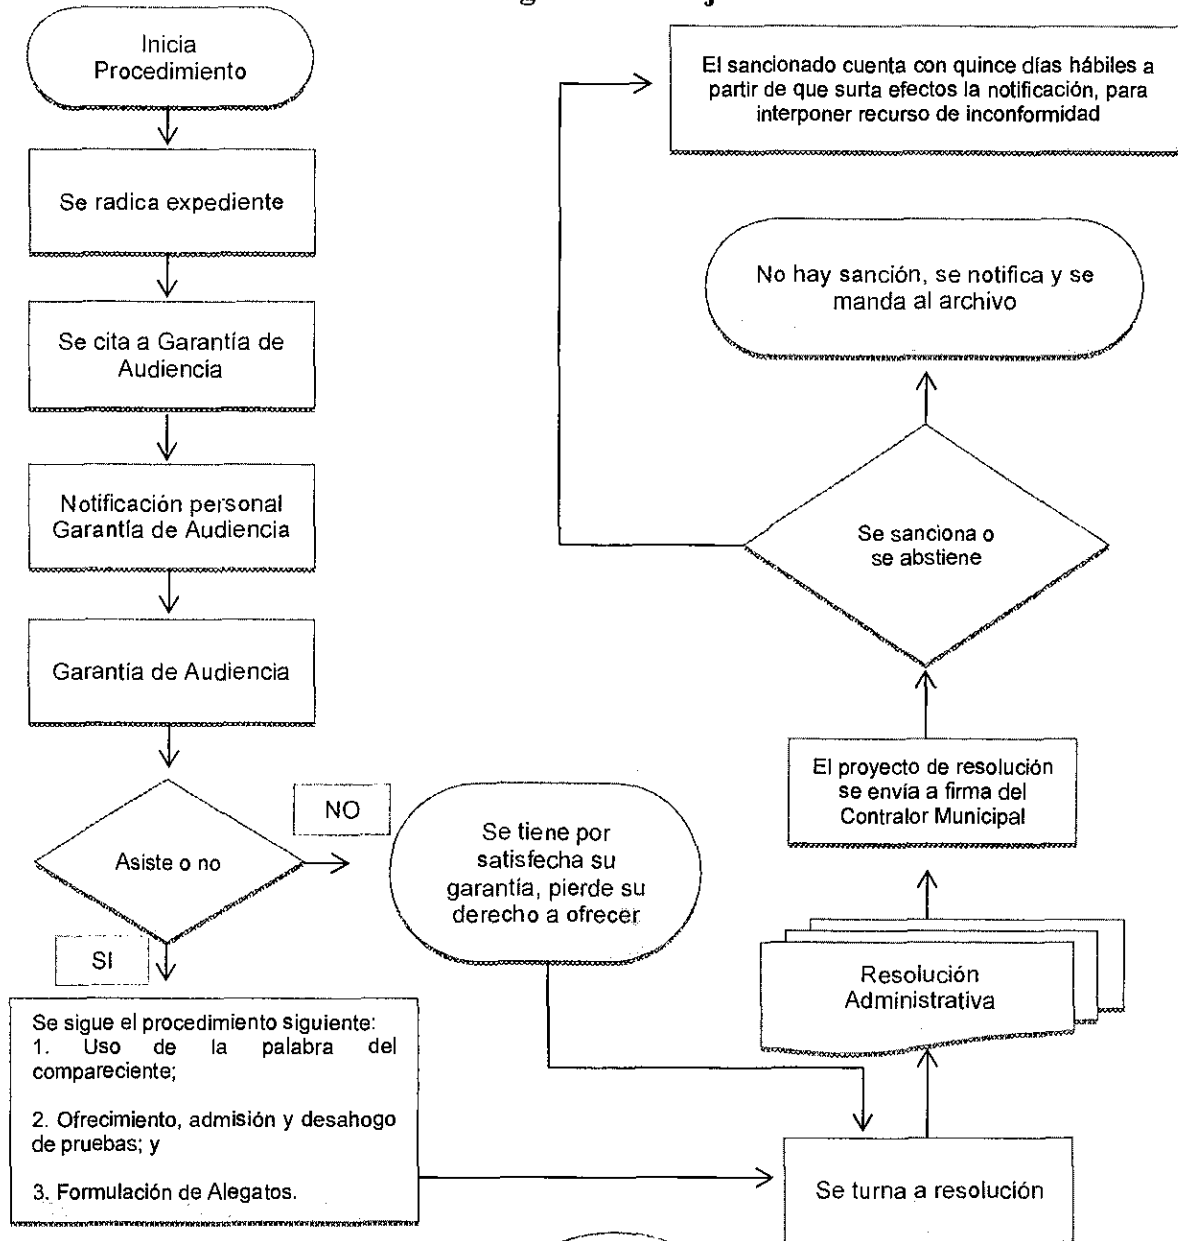 Inicia
Procedimiento
Se radica expediente
Se cita a Garantía de
Audiencia
Notificación personal
Garantía de Audiencia
Garantía de Audiencia
Asiste o no
NO
SI
Se tiene por
satisfecha su
garantía, pierde su
derecho a ofrecer
Se sigue el procedimiento siguiente:
1. Uso de la palabra del
compareciente;
2. Ofrecimiento, admisión y desahogo
de pruebas; y
3. Formulación de Alegatos.
Se turna a resolución
Resolución
Administrativa
El proyecto de resolución
se envía a firma del
Contralor Municipal
Se sanciona o
se abstiene
No hay sanción, se notifica y se
manda al archivo
El sancionado cuenta con quince días hábiles a
partir de que surta efectos la notificación, para
interponer recurso de inconformidad